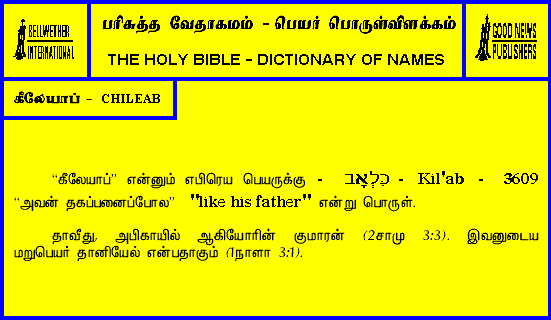 BELLWETHER
INTERNATIONAL
பரிசுத்த வேதாகமம் - பெயர் பொருள்விளக்கம்
THE HOLY BIBLE - DICTIONARY OF NAMES
GOOD NEWS
PUBLISHERS
கீலேயாப் - CHILEAB
“கீலேயாப்” என்னும் எபிரெய பெயருக்கு - כִּלְאָב - Kil'ab - 3609
“அவன் தகப்பனைப்போல” "like his father" என்று பொருள்.
தாவீது, அபிகாயில் ஆகியோரின் குமாரன் (2சாமு 3:3). இவனுடைய
மறுபெயர் தானியேல் என்பதாகும் (1நாளா 3:1).